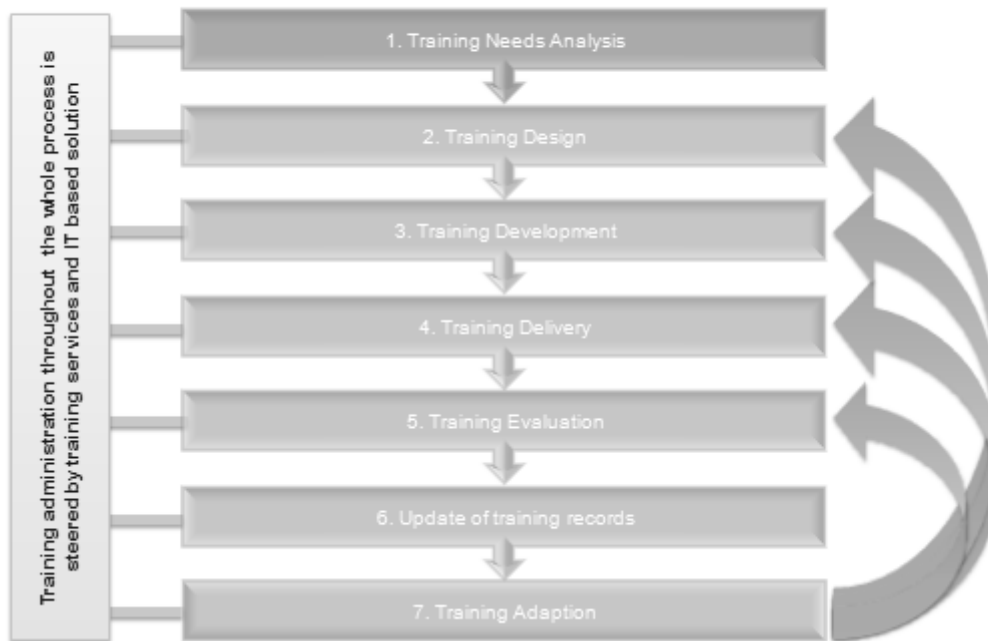 Training administration throughout the whole process is
steered by training services and IT based solution
1. Training Needs Analysis
2. Training Design
3. Training Development
4. Training Delivery
5. Training Evaluation
6. Update of training records
7. Training Adaption